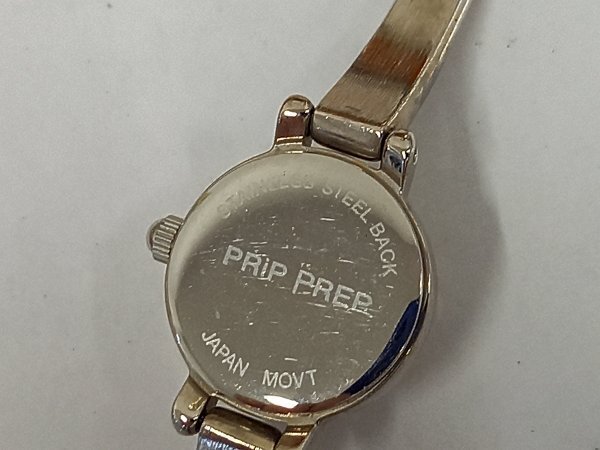 STAINLESS STEEL BACK
PRiP PREP
JAPAN MOVT